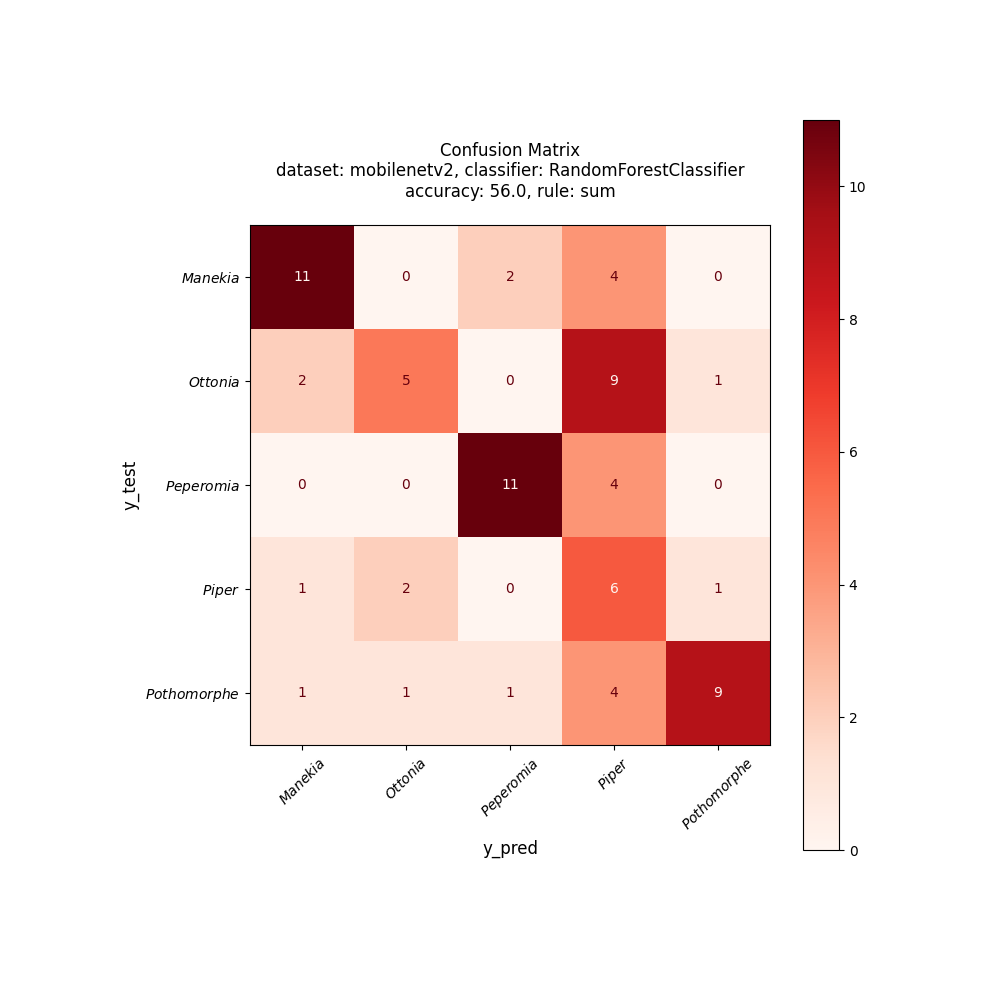 Confusion Matrix
dataset: mobilenetv2, classifier: RandomForestClassifier
accuracy: 56.0, rule: sum
Manekia 11 0 2 4 0
Ottonia 2 5 0 9 1
Peperomia 0 0 11 4 0
Piper 1 2 0 6 1
Pothomorphe 1 1 1 4 9
y_test
Manekia Ottonia Peperomia Piper Pothomorphe
y_pred
10
8
6
4
2
0